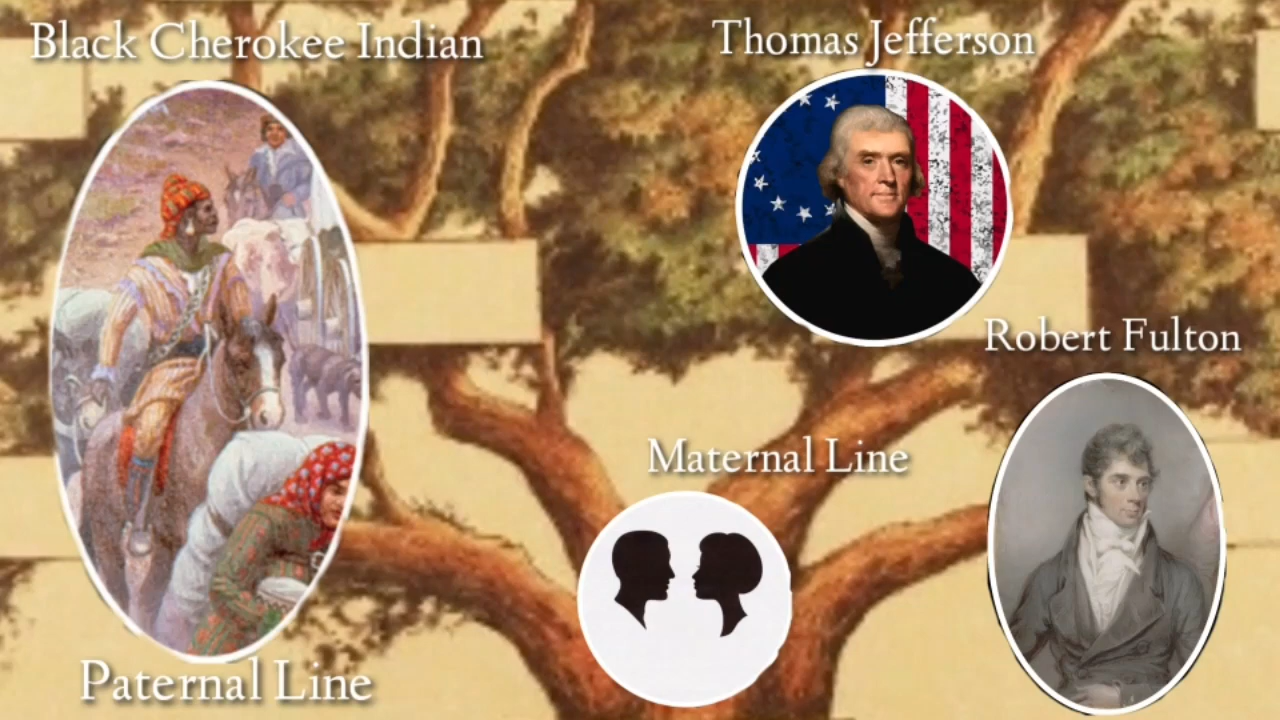 Black Cherokee Indian
Thomas Jefferson
Robert Fulton
Maternal Line
Paternal Line